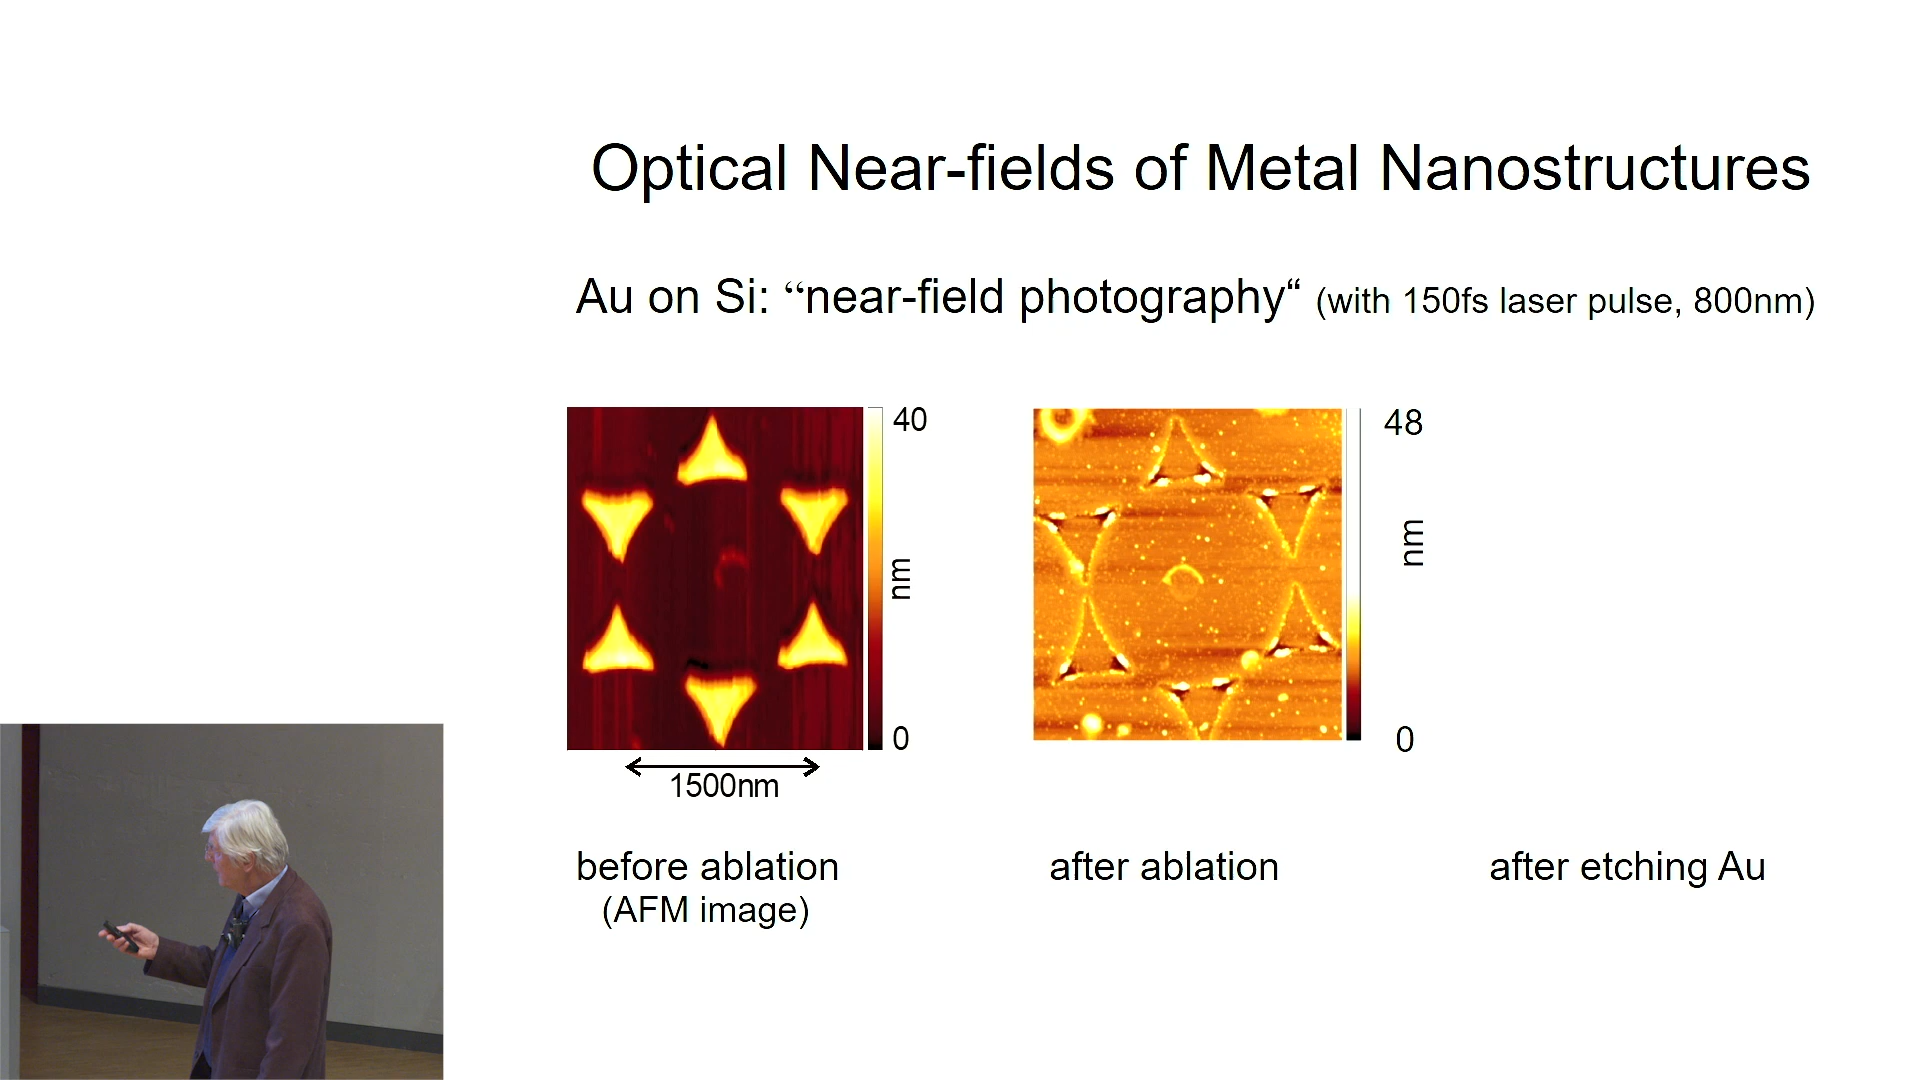 Optical Near-fields of Metal Nanostructures
Au on Si: “near-field photography“ (with 150fs laser pulse, 800nm)
40
nm
0
1500nm
48
nm
0
before ablation
(AFM image)
after ablation
after etching Au